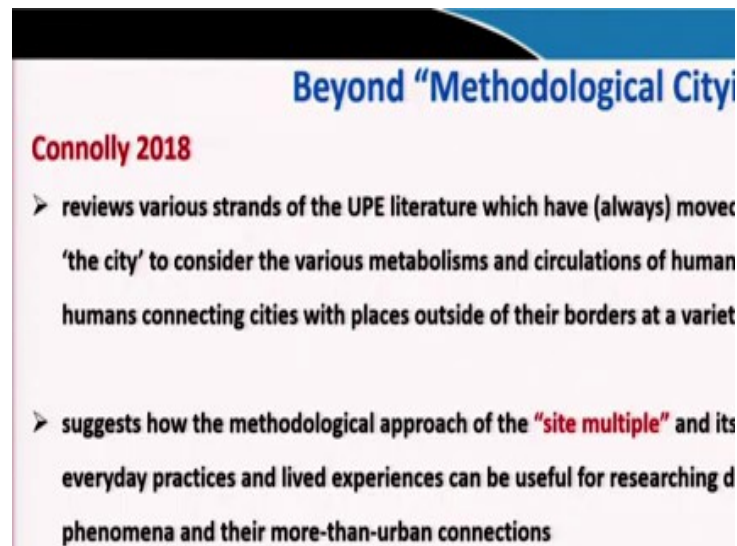 Beyond “Methodological Cityi
Connolly 2018
➢ reviews various strands of the UPE literature which have (always) moved
‘the city’ to consider the various metabolisms and circulations of human
humans connecting cities with places outside of their borders at a variet
➢ suggests how the methodological approach of the “site multiple” and its
everyday practices and lived experiences can be useful for researching d
phenomena and their more-than-urban connections